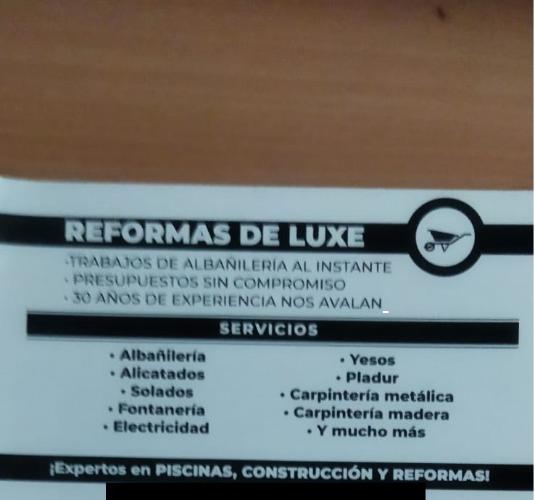 REFORMAS DE LUXE
·TRABAJOS DE ALBAÑILERÍA AL INSTANTE
· PRESUPUESTOS SIN COMPROMISO
· 30 AÑOS DE EXPERIENCIA NOS AVALAN
SERVICIOS
· Albañilería
· Alicatados
· Solados
· Fontanería
· Electricidad
· Yesos
· Pladur
· Carpintería metálica
· Carpintería madera
· Y mucho más
¡Expertos en PISCINAS, CONSTRUCCIÓN Y REFORMAS!